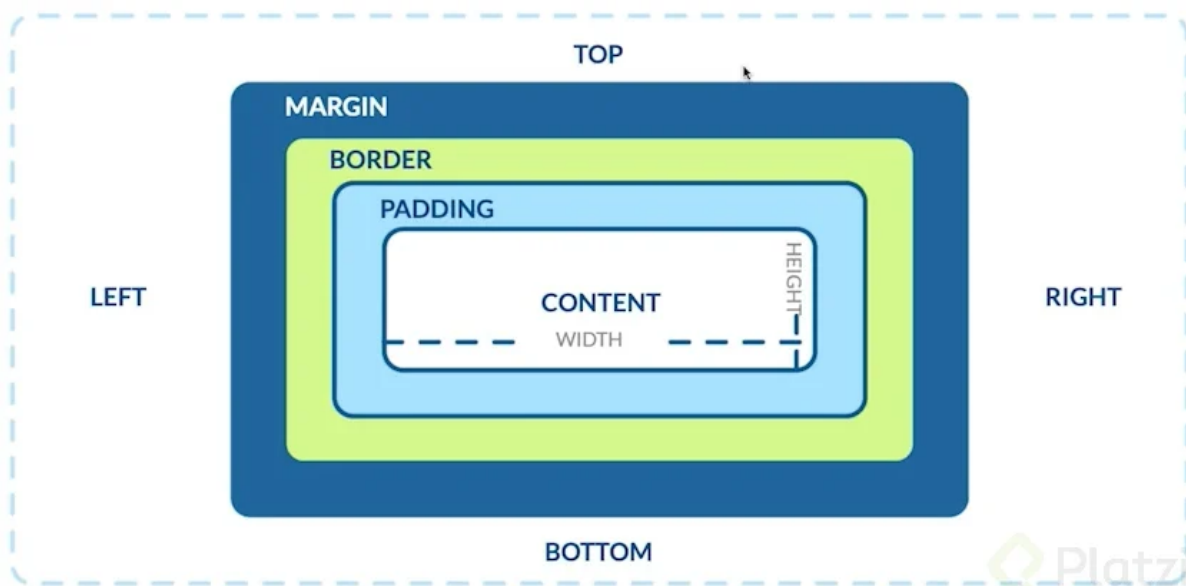 TOP
MARGIN
BORDER
PADDING
HEIGHT
CONTENT
LEFT
RIGHT
WIDTH
BOTTOM
Platzi